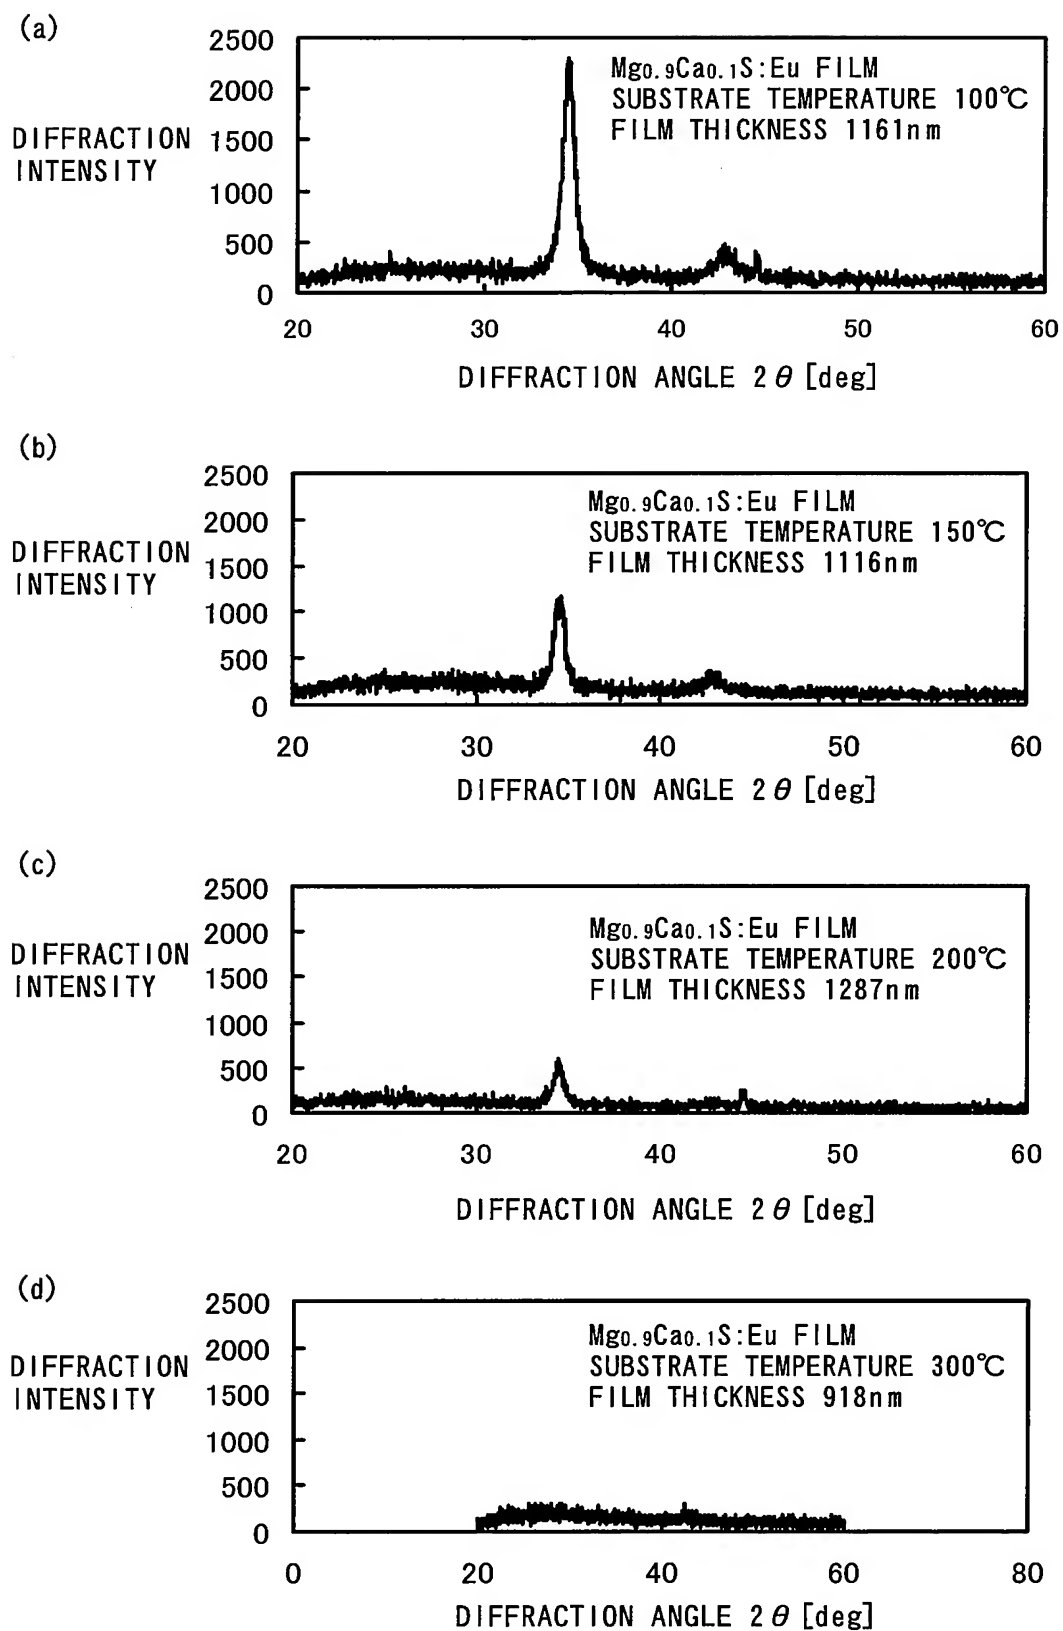 (a)
2500
2000
1500
1000
500
0
DIFFRACTION
INTENSITY
Mg0.9Ca0.1S:Eu FILM
SUBSTRATE TEMPERATURE 100℃
FILM THICKNESS 1161nm
20 30 40 50 60
DIFFRACTION ANGLE 2θ [deg]
(b)
2500
2000
1500
1000
500
0
DIFFRACTION
INTENSITY
Mg0.9Ca0.1S:Eu FILM
SUBSTRATE TEMPERATURE 150℃
FILM THICKNESS 1116nm
20 30 40 50 60
DIFFRACTION ANGLE 2θ [deg]
(c)
2500
2000
1500
1000
500
0
DIFFRACTION
INTENSITY
Mg0.9Ca0.1S:Eu FILM
SUBSTRATE TEMPERATURE 200℃
FILM THICKNESS 1287nm
20 30 40 50 60
DIFFRACTION ANGLE 2θ [deg]
(d)
2500
2000
1500
1000
500
0
DIFFRACTION
INTENSITY
Mg0.9Ca0.1S:Eu FILM
SUBSTRATE TEMPERATURE 300℃
FILM THICKNESS 918nm
0 20 40 60 80
DIFFRACTION ANGLE 2θ [deg]